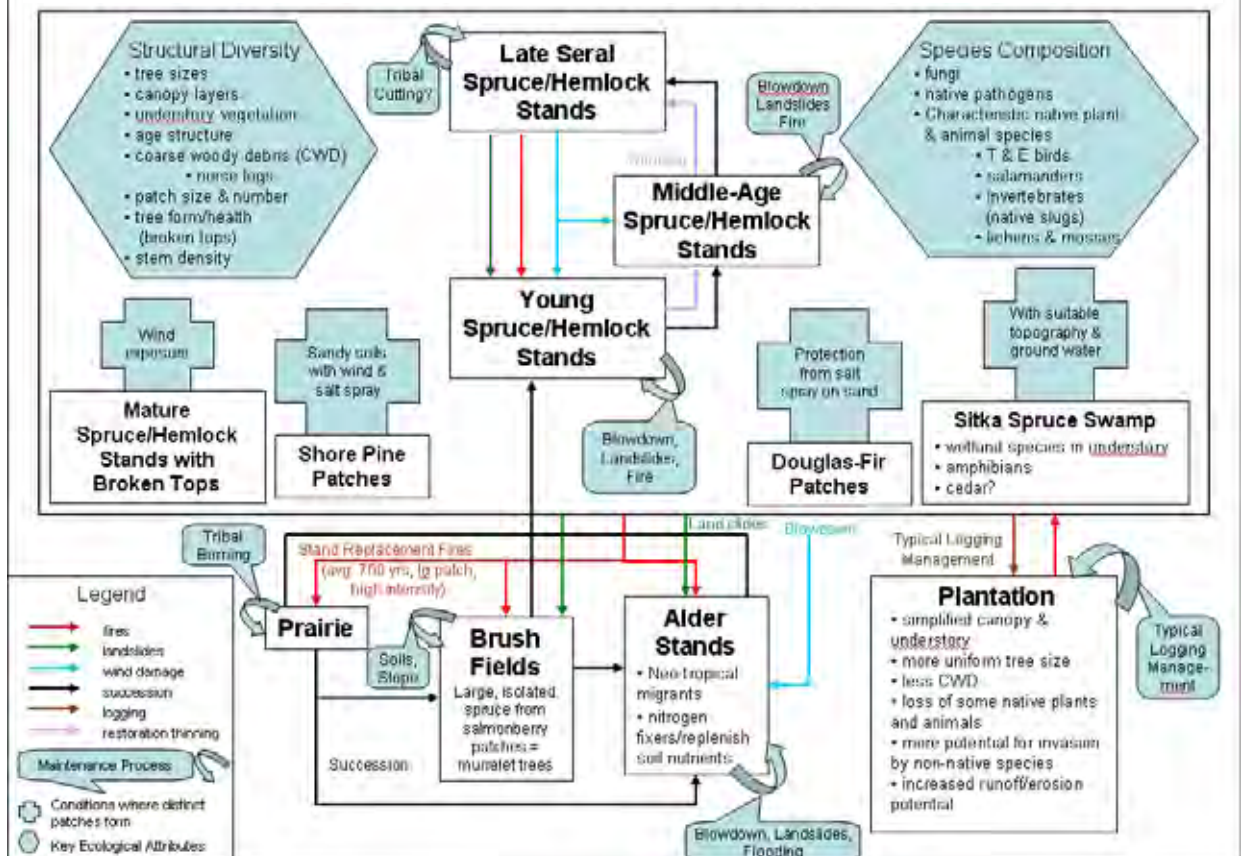 Structural Diversity
• tree sizes
• canopy layers
• understory vegetation
• age structure
• coarse woody debris (CWD)
• nurse logs
• patch size & number
• tree form/health
(broken tops)
• stem density
Tribal
Cutting?
Late Seral
Spruce/Hemlock
Stands
Blowdown
Landslides
Fire
Species Composition
• fungi
• native pathogens
• Characteristic native plant
& animal species
• T & E birds
• salamanders
• Invertebrates
(native slugs)
• lichens & mosses
Middle-Age
Spruce/Hemlock
Stands
Young
Spruce/Hemlock
Stands
Wind
exposure
Mature
Spruce/Hemlock
Stands with
Broken Tops
Sandy soils
with wind &
salt spray
Shore Pine
Patches
Blowdown,
Landslides,
Fire
Protection
from salt
spray on sand
Douglas-Fir
Patches
With suitable
topography &
ground water
Sitka Spruce Swamp
• wetland species in understory
• amphibians
• cedar?
Tribal
Burning
Stand Replacement Fires
(avg. 750 yrs, lg patch,
high intensity)
Landslides
Blowdown
Typical Logging
Management
Prairie
Soils,
Slope
Brush
Fields
Large, isolated,
spruce from
salmonberry
patches =
murrelet trees
Succession
Alder
Stands
• Neo-tropical
migrants
• nitrogen
fixers/replenish
soil nutrients
Blowdown, Landslides,
Flooding
Plantation
• simplified canopy &
understory
• more uniform tree size
• less CWD
• loss of some native plants
and animals
• more potential for invasion
by non-native species
• increased runoff/erosion
potential
Typical
Logging
Manage-
ment
Legend
fires
landslides
wind damage
succession
logging
restoration thinning
Maintenance Process
Conditions where distinct
patches form
Key Ecological Attributes